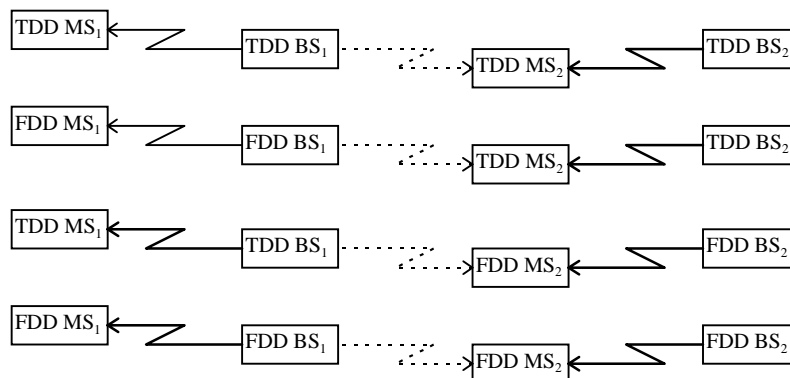 TDD MS₁ TDD BS₁ TDD MS₂ TDD BS₂
FDD MS₁ FDD BS₁ TDD MS₂ TDD BS₂
TDD MS₁ TDD BS₁ FDD MS₂ FDD BS₂
FDD MS₁ FDD BS₁ FDD MS₂ FDD BS₂